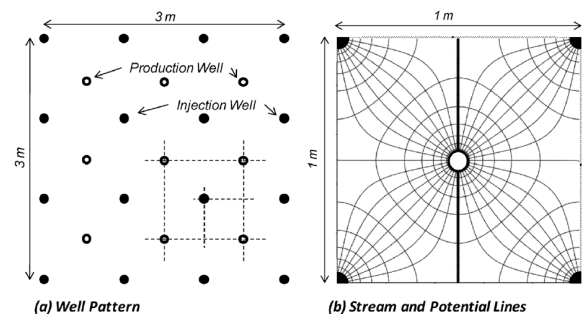 3 m
1 m
Production Well
Injection Well
3 m
1 m
(a) Well Pattern
(b) Stream and Potential Lines